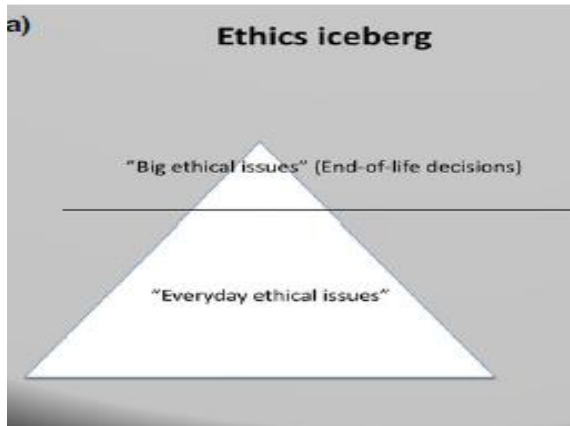 a)
Ethics iceberg
“Big ethical issues” (End-of-life decisions)
“Everyday ethical issues”